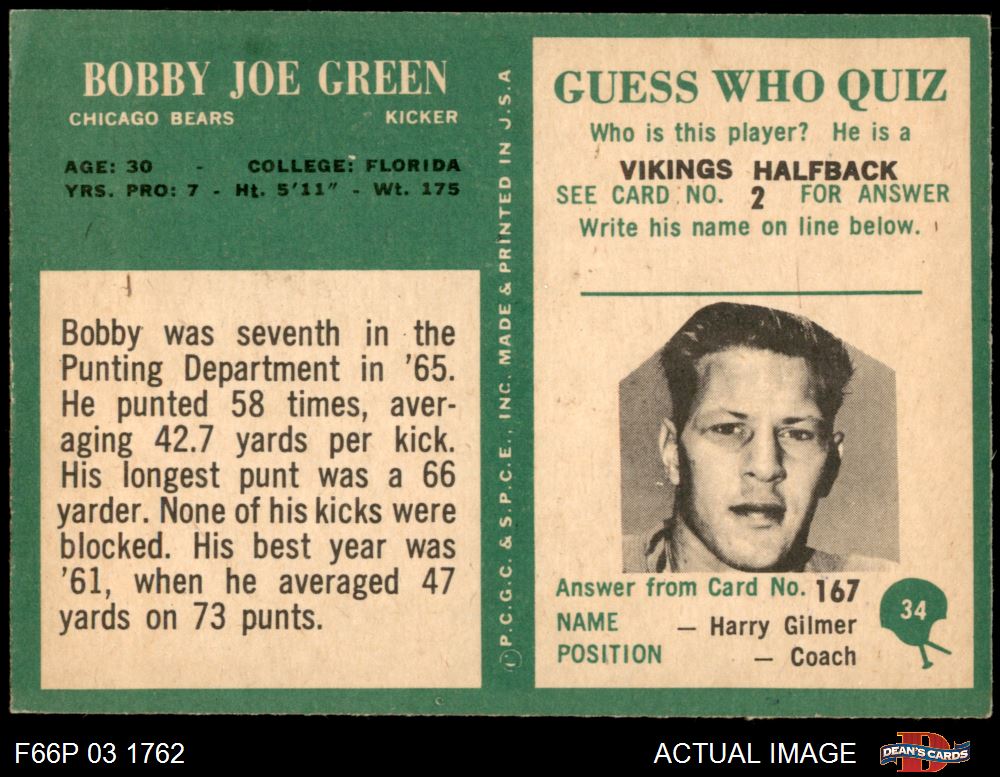 BOBBY JOE GREEN
CHICAGO BEARS KICKER
AGE: 30 - COLLEGE: FLORIDA
YRS. PRO: 7 - Ht. 5'11" - Wt. 175
Bobby was seventh in the
Punting Department in '65.
He punted 58 times, aver-
aging 42.7 yards per kick.
His longest punt was a 66
yarder. None of his kicks were
blocked. His best year was
'61, when he averaged 47
yards on 73 punts.
Ⓟ P.C.G.C. & S.P.C.E., INC. MADE & PRINTED IN U.S.A
GUESS WHO QUIZ
Who is this player? He is a
VIKINGS HALFBACK
SEE CARD NO. 2 FOR ANSWER
Write his name on line below.
Answer from Card No. 167
NAME — Harry Gilmer
POSITION — Coach
34
F66P 03 1762
ACTUAL IMAGE
DEAN'S CARDS